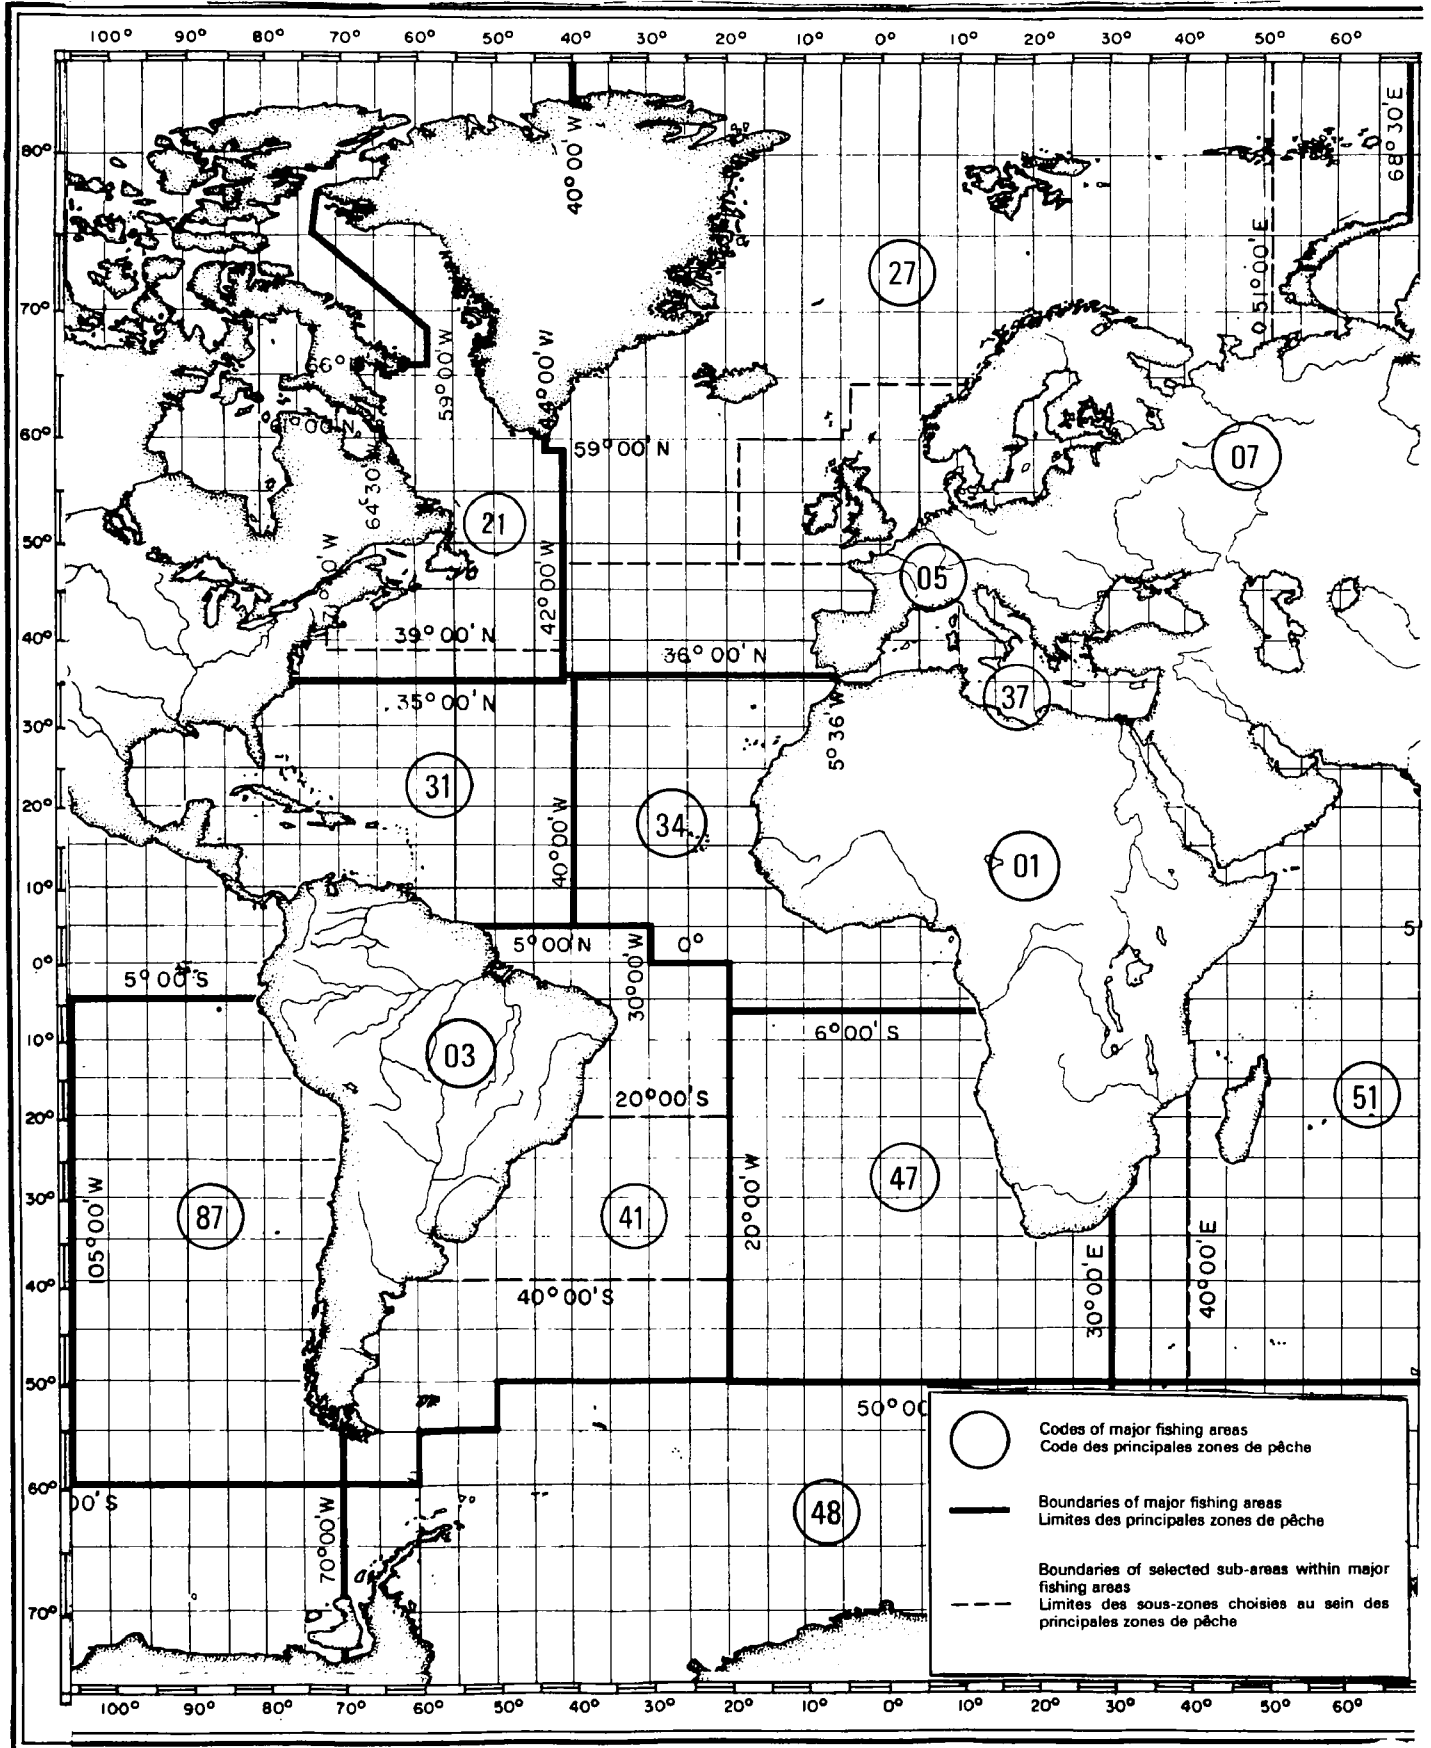 100° 90° 80° 70° 60° 50° 40° 30° 20° 10° 0° 10° 20° 30° 40° 50° 60°
80°
70°
60°
50°
40°
30°
20°
10°
0°
10°
20°
30°
40°
50°
60°
70°
40°00' W
68°30'E
27
051°00' E
66°
59°00' W
44°00' W
61°00'N
59°00' N
07
64°30'
21
05
42°00' W
39°00' N
36°00' N
35°00' N
37
5°36' W
31
34
40°00' W
01
5°00'N
0°
5°00'S
30°00' W
6°00' S
03
20°00'S
51
47
105°00' W
87
41
20°00' W
40°00'S
30°00'E
40°00'E
50°00
00'S
70°00' W
48
Codes of major fishing areas
Code des principales zones de pêche
Boundaries of major fishing areas
Limites des principales zones de pêche
Boundaries of selected sub-areas within major
fishing areas
Limites des sous-zones choisies au sein des
principales zones de pêche
100° 90° 80° 70° 60° 50° 40° 30° 20° 10° 0° 10° 20° 30° 40° 50° 60°